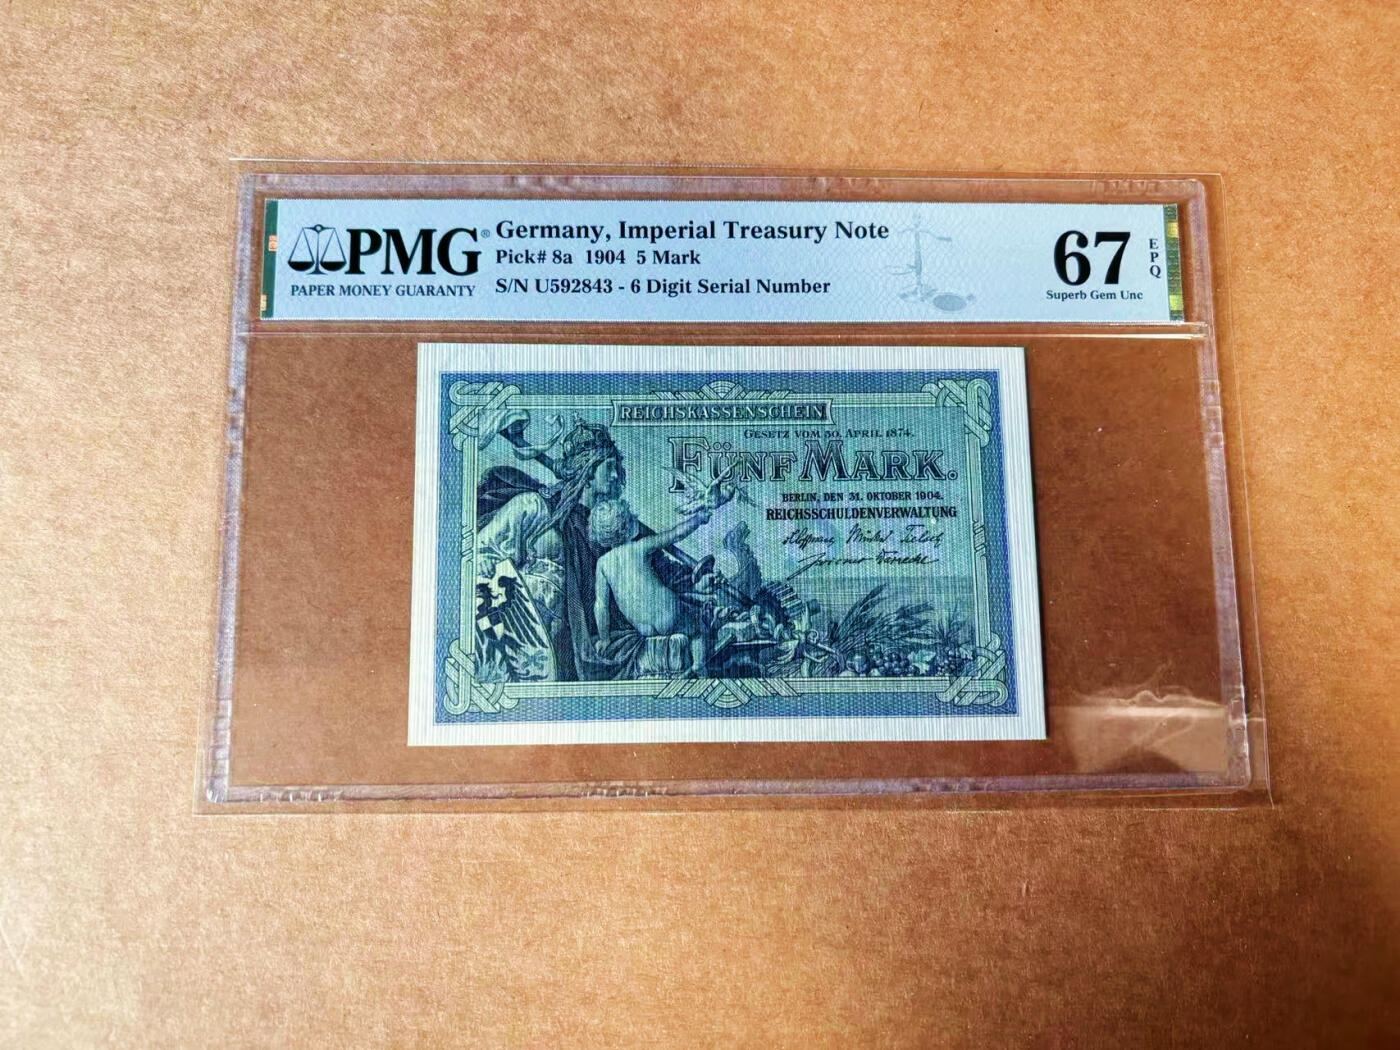 PMG®
PAPER MONEY GUARANTY
Germany, Imperial Treasury Note
Pick# 8a 1904 5 Mark
S/N U592843 - 6 Digit Serial Number
67
EPQ
Superb Gem Unc
REICHSKASSENSCHEIN
GESETZ VOM 30. APRIL 1874.
FÜNF MARK.
BERLIN, DEN 31. OKTOBER 1904.
REICHSSCHULDENVERWALTUNG